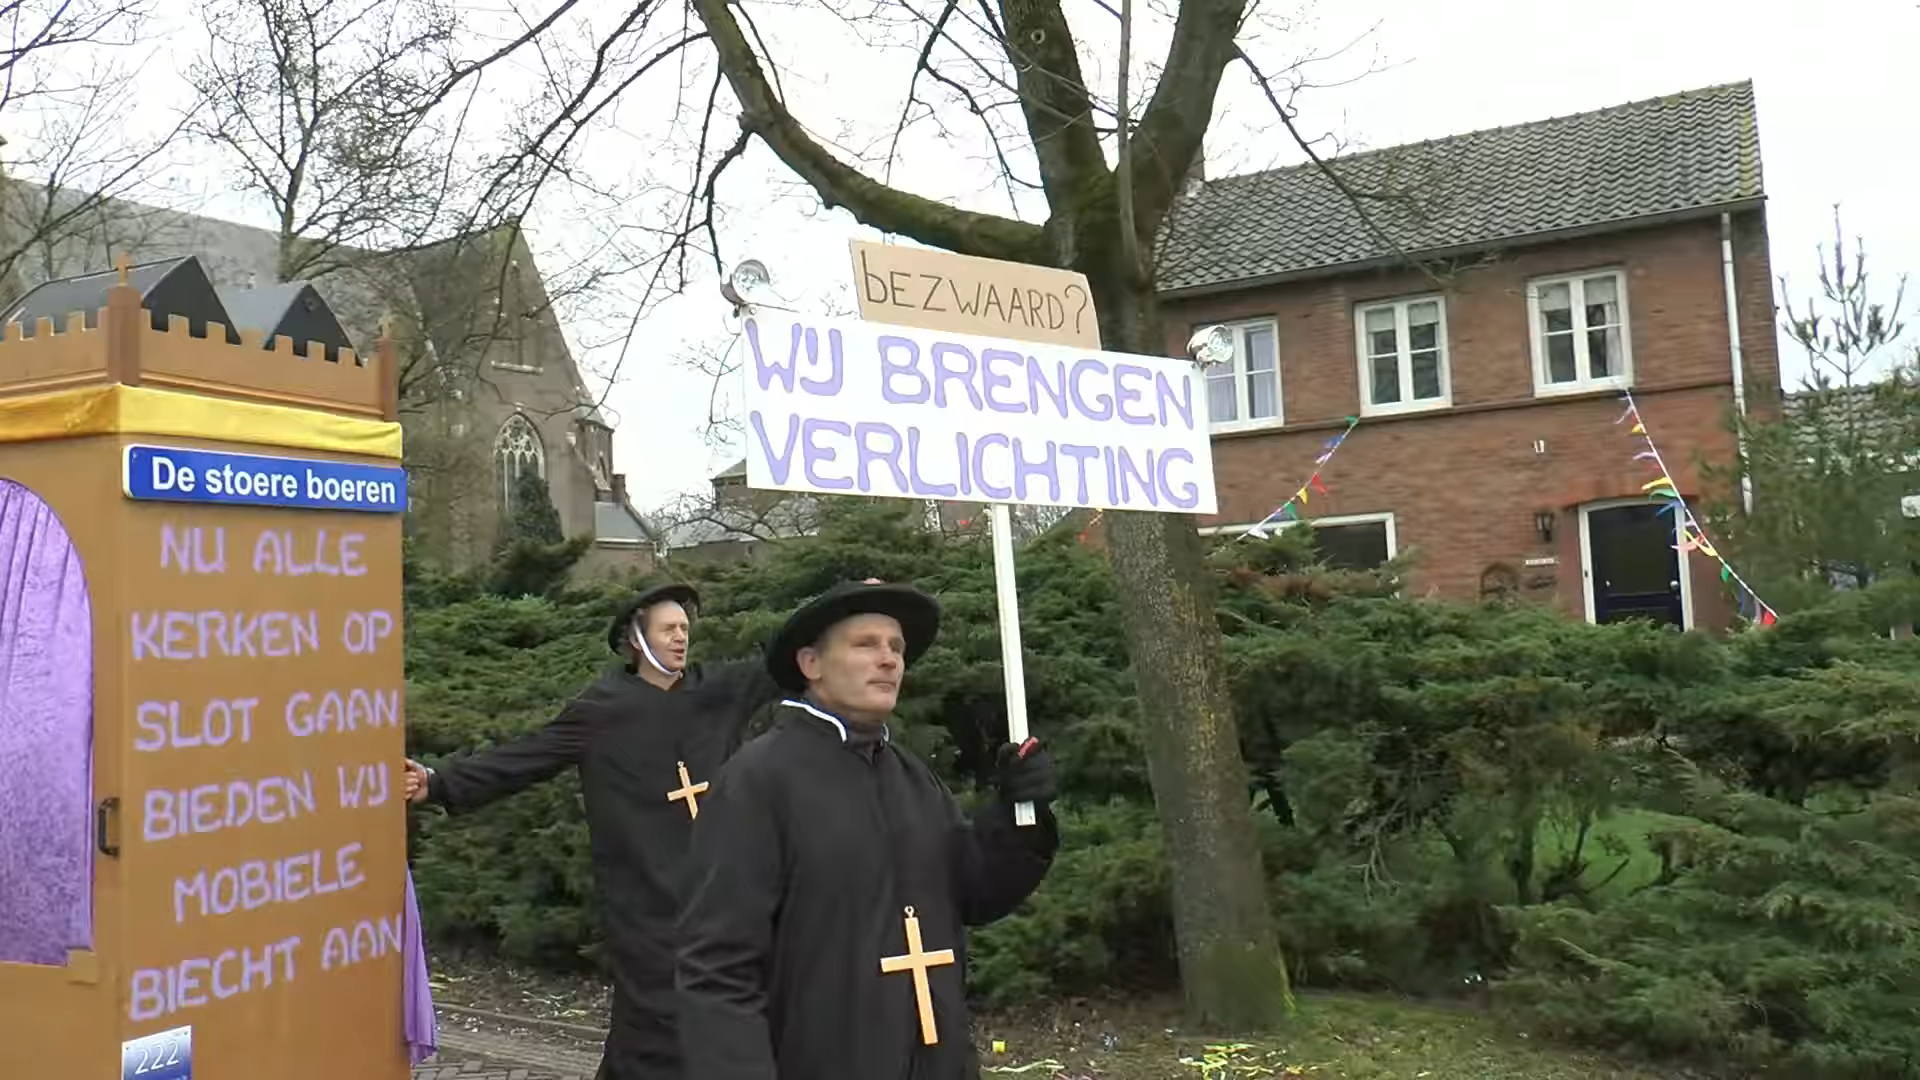 De stoere boeren
NU ALLE
KERKEN OP
SLOT GAAN
BIEDEN WIJ
MOBIELE
BIECHT AAN
222
bEZWAARD?
WIJ BRENGEN
VERLICHTING